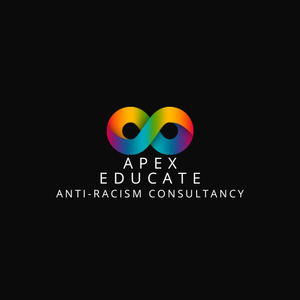 APEX
EDUCATE
ANTI-RACISM CONSULTANCY